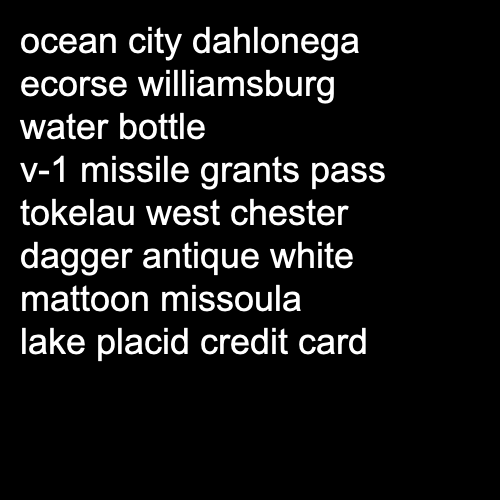 ocean city dahlonega
ecorse williamsburg
water bottle
v-1 missile grants pass
tokelau west chester
dagger antique white
mattoon missoula
lake placid credit card